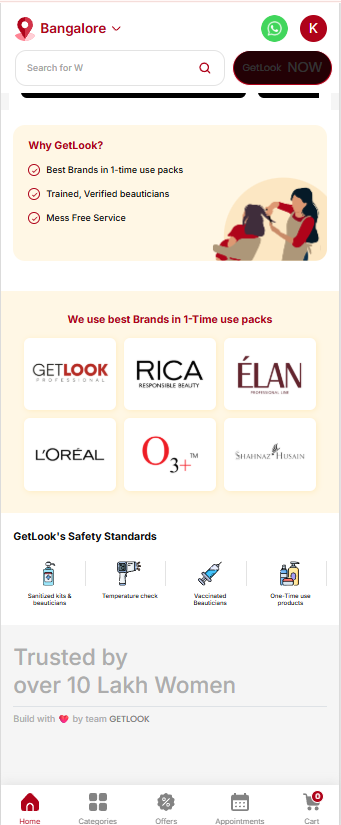 Bangalore
K
Search for W
GetLook NOW
Why GetLook?
Best Brands in 1-time use packs
Trained, Verified beauticians
Mess Free Service
We use best Brands in 1-Time use packs
GETLOOK
PROFESSIONAL
RICA
RESPONSIBLE BEAUTY
ÉLAN
PROFESSIONAL LINE
L'ORÉAL
O3+™
SHAHNAZ HUSAIN
GetLook's Safety Standards
Sanitized kits &
beauticians
Temperature check
Vaccinated
Beauticians
One-Time use
products
Trusted by
over 10 Lakh Women
Build with by team GETLOOK
0
Home
Categories
Offers
Appointments
Cart